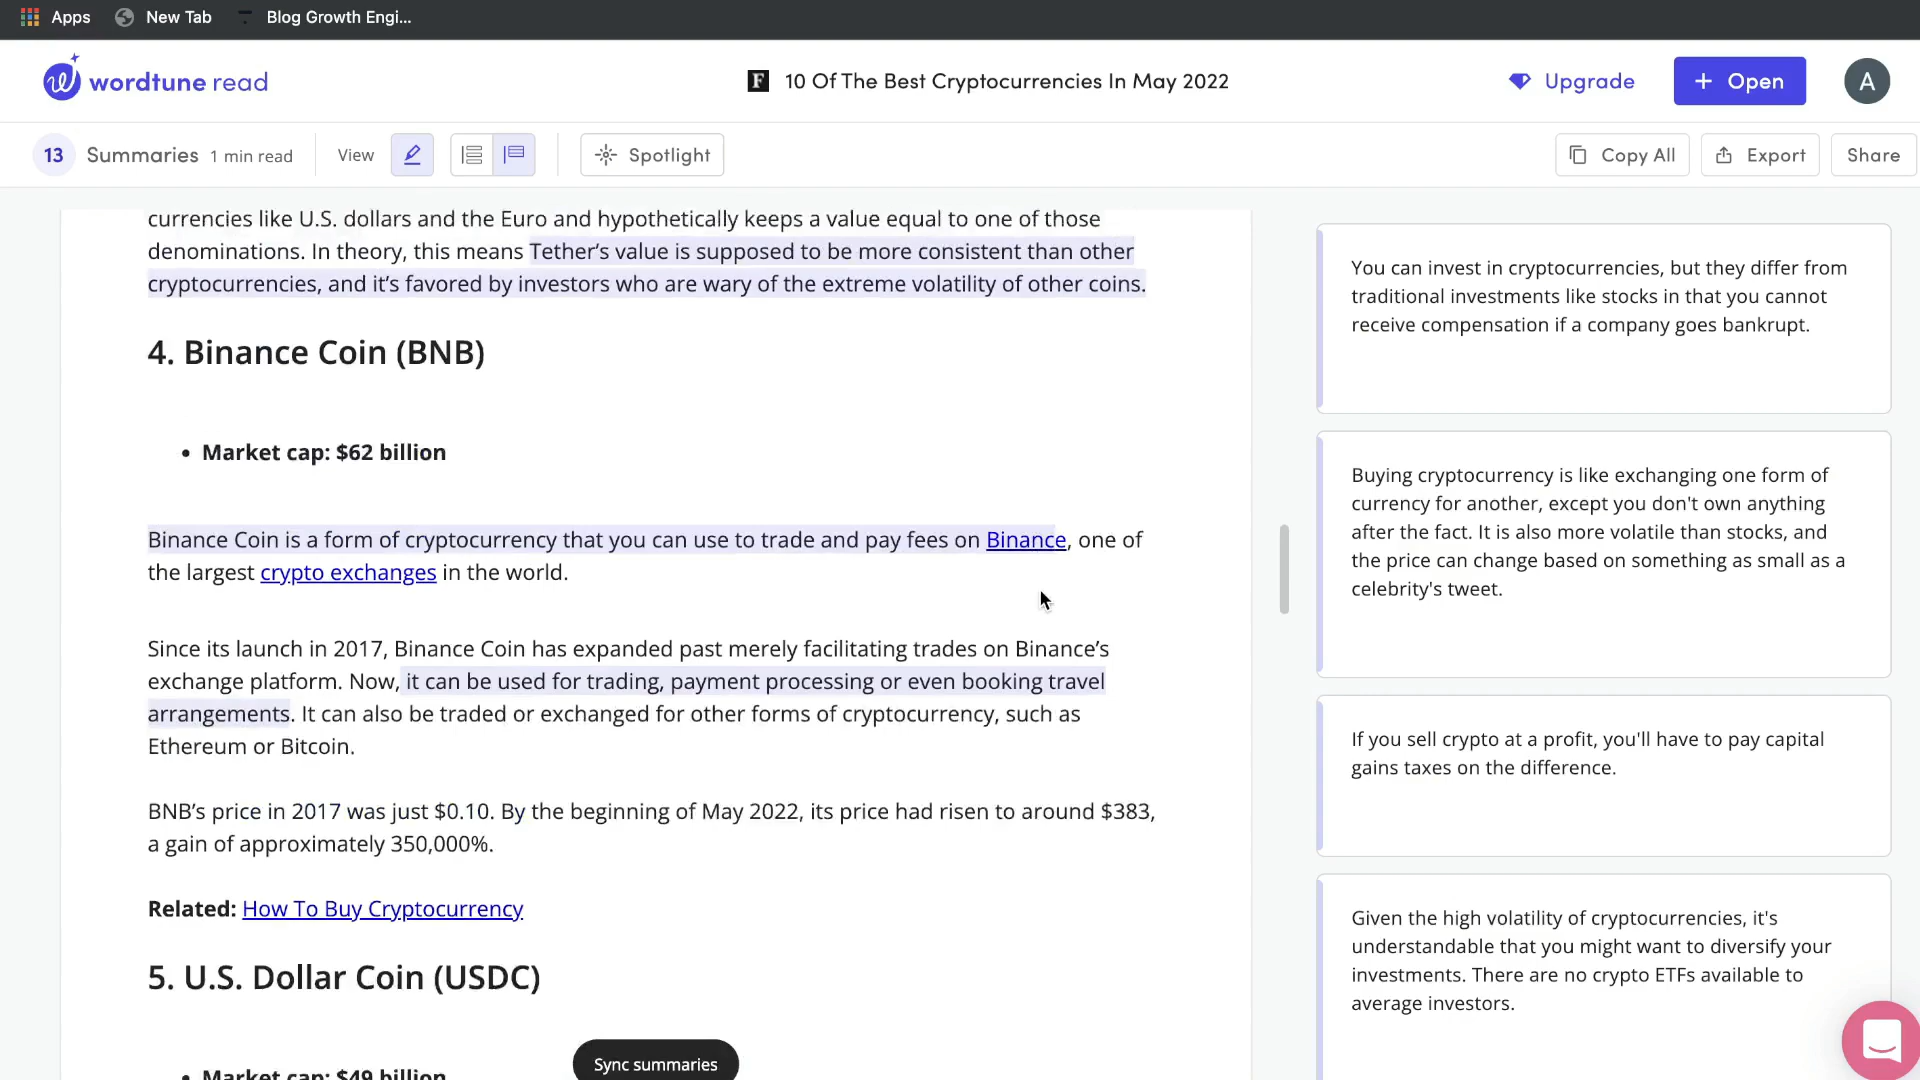 Apps New Tab Blog Growth Engi...
wordtune read
F 10 Of The Best Cryptocurrencies In May 2022
Upgrade
+ Open
A
13 Summaries 1 min read View Spotlight Copy All Export Share
currencies like U.S. dollars and the Euro and hypothetically keeps a value equal to one of those
denominations. In theory, this means Tether’s value is supposed to be more consistent than other
cryptocurrencies, and it’s favored by investors who are wary of the extreme volatility of other coins.
4. Binance Coin (BNB)
• Market cap: $62 billion
Binance Coin is a form of cryptocurrency that you can use to trade and pay fees on Binance, one of
the largest crypto exchanges in the world.
Since its launch in 2017, Binance Coin has expanded past merely facilitating trades on Binance’s
exchange platform. Now, it can be used for trading, payment processing or even booking travel
arrangements. It can also be traded or exchanged for other forms of cryptocurrency, such as
Ethereum or Bitcoin.
BNB’s price in 2017 was just $0.10. By the beginning of May 2022, its price had risen to around $383,
a gain of approximately 350,000%.
Related: How To Buy Cryptocurrency
5. U.S. Dollar Coin (USDC)
• Market cap: $49 billion
Sync summaries
You can invest in cryptocurrencies, but they differ from
traditional investments like stocks in that you cannot
receive compensation if a company goes bankrupt.
Buying cryptocurrency is like exchanging one form of
currency for another, except you don't own anything
after the fact. It is also more volatile than stocks, and
the price can change based on something as small as a
celebrity's tweet.
If you sell crypto at a profit, you'll have to pay capital
gains taxes on the difference.
Given the high volatility of cryptocurrencies, it's
understandable that you might want to diversify your
investments. There are no crypto ETFs available to
average investors.